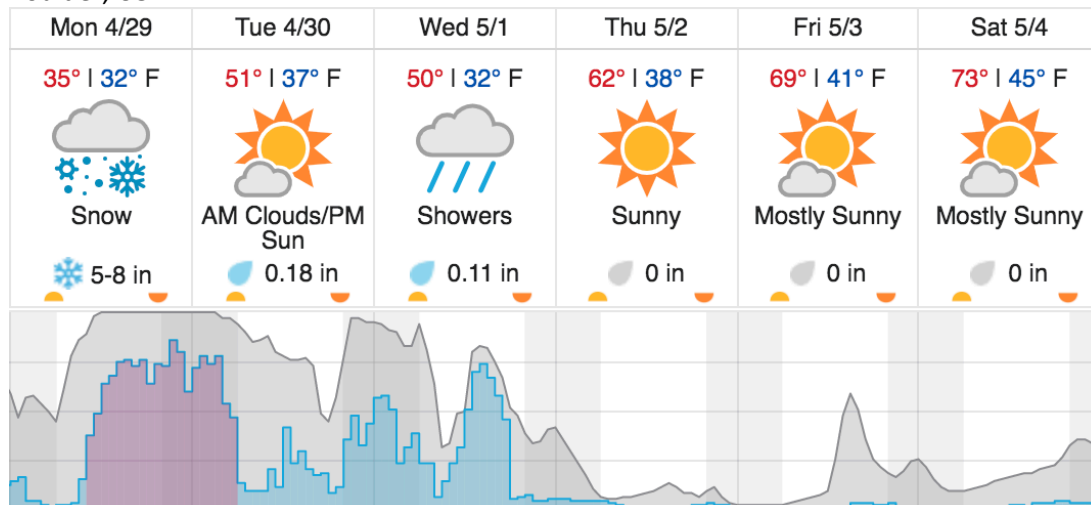 Mon 4/29 Tue 4/30 Wed 5/1 Thu 5/2 Fri 5/3 Sat 5/4
35° | 32° F 51° | 37° F 50° | 32° F 62° | 38° F 69° | 41° F 73° | 45° F
Snow AM Clouds/PM Showers Sunny Mostly Sunny Mostly Sunny
Sun
5-8 in 0.18 in 0.11 in 0 in 0 in 0 in